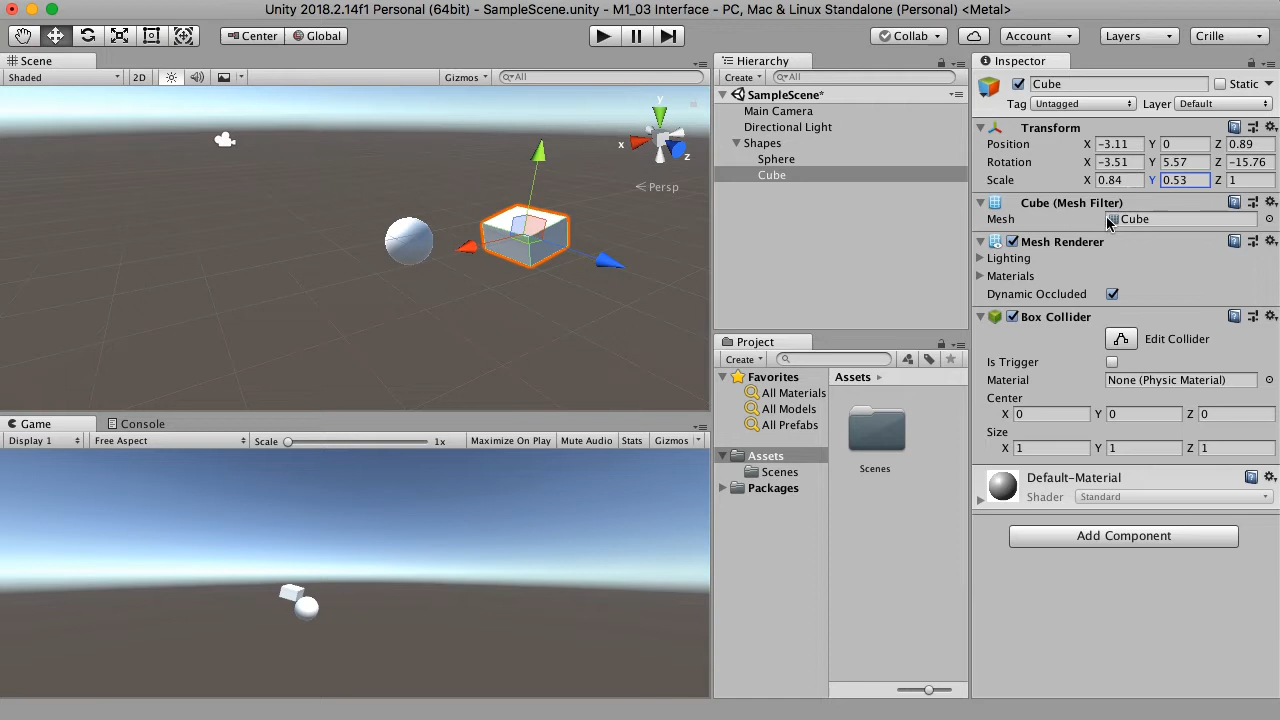 Unity 2018.2.14f1 Personal (64bit) - SampleScene.unity - M1_03 Interface - PC, Mac & Linux Standalone (Personal) <Metal>
Center Global Collab Account Layers Crille
Scene
Shaded 2D Gizmos All
y
x
z
Persp
Game Console
Display 1 Free Aspect Scale 1x Maximize On Play Mute Audio Stats Gizmos
Hierarchy
Create All
SampleScene*
Main Camera
Directional Light
Shapes
Sphere
Cube
Project
Create
Favorites
All Materials
All Models
All Prefabs
Assets
Scenes
Packages
Assets
Scenes
Inspector
Cube Static
Tag Untagged Layer Default
Transform
Position X -3.11 Y 0 Z 0.89
Rotation X -3.51 Y 5.57 Z -15.76
Scale X 0.84 Y 0.53 Z 1
Cube (Mesh Filter)
Mesh Cube
Mesh Renderer
Lighting
Materials
Dynamic Occluded
Box Collider
Edit Collider
Is Trigger
Material None (Physic Material)
Center
X 0 Y 0 Z 0
Size
X 1 Y 1 Z 1
Default-Material
Shader Standard
Add Component